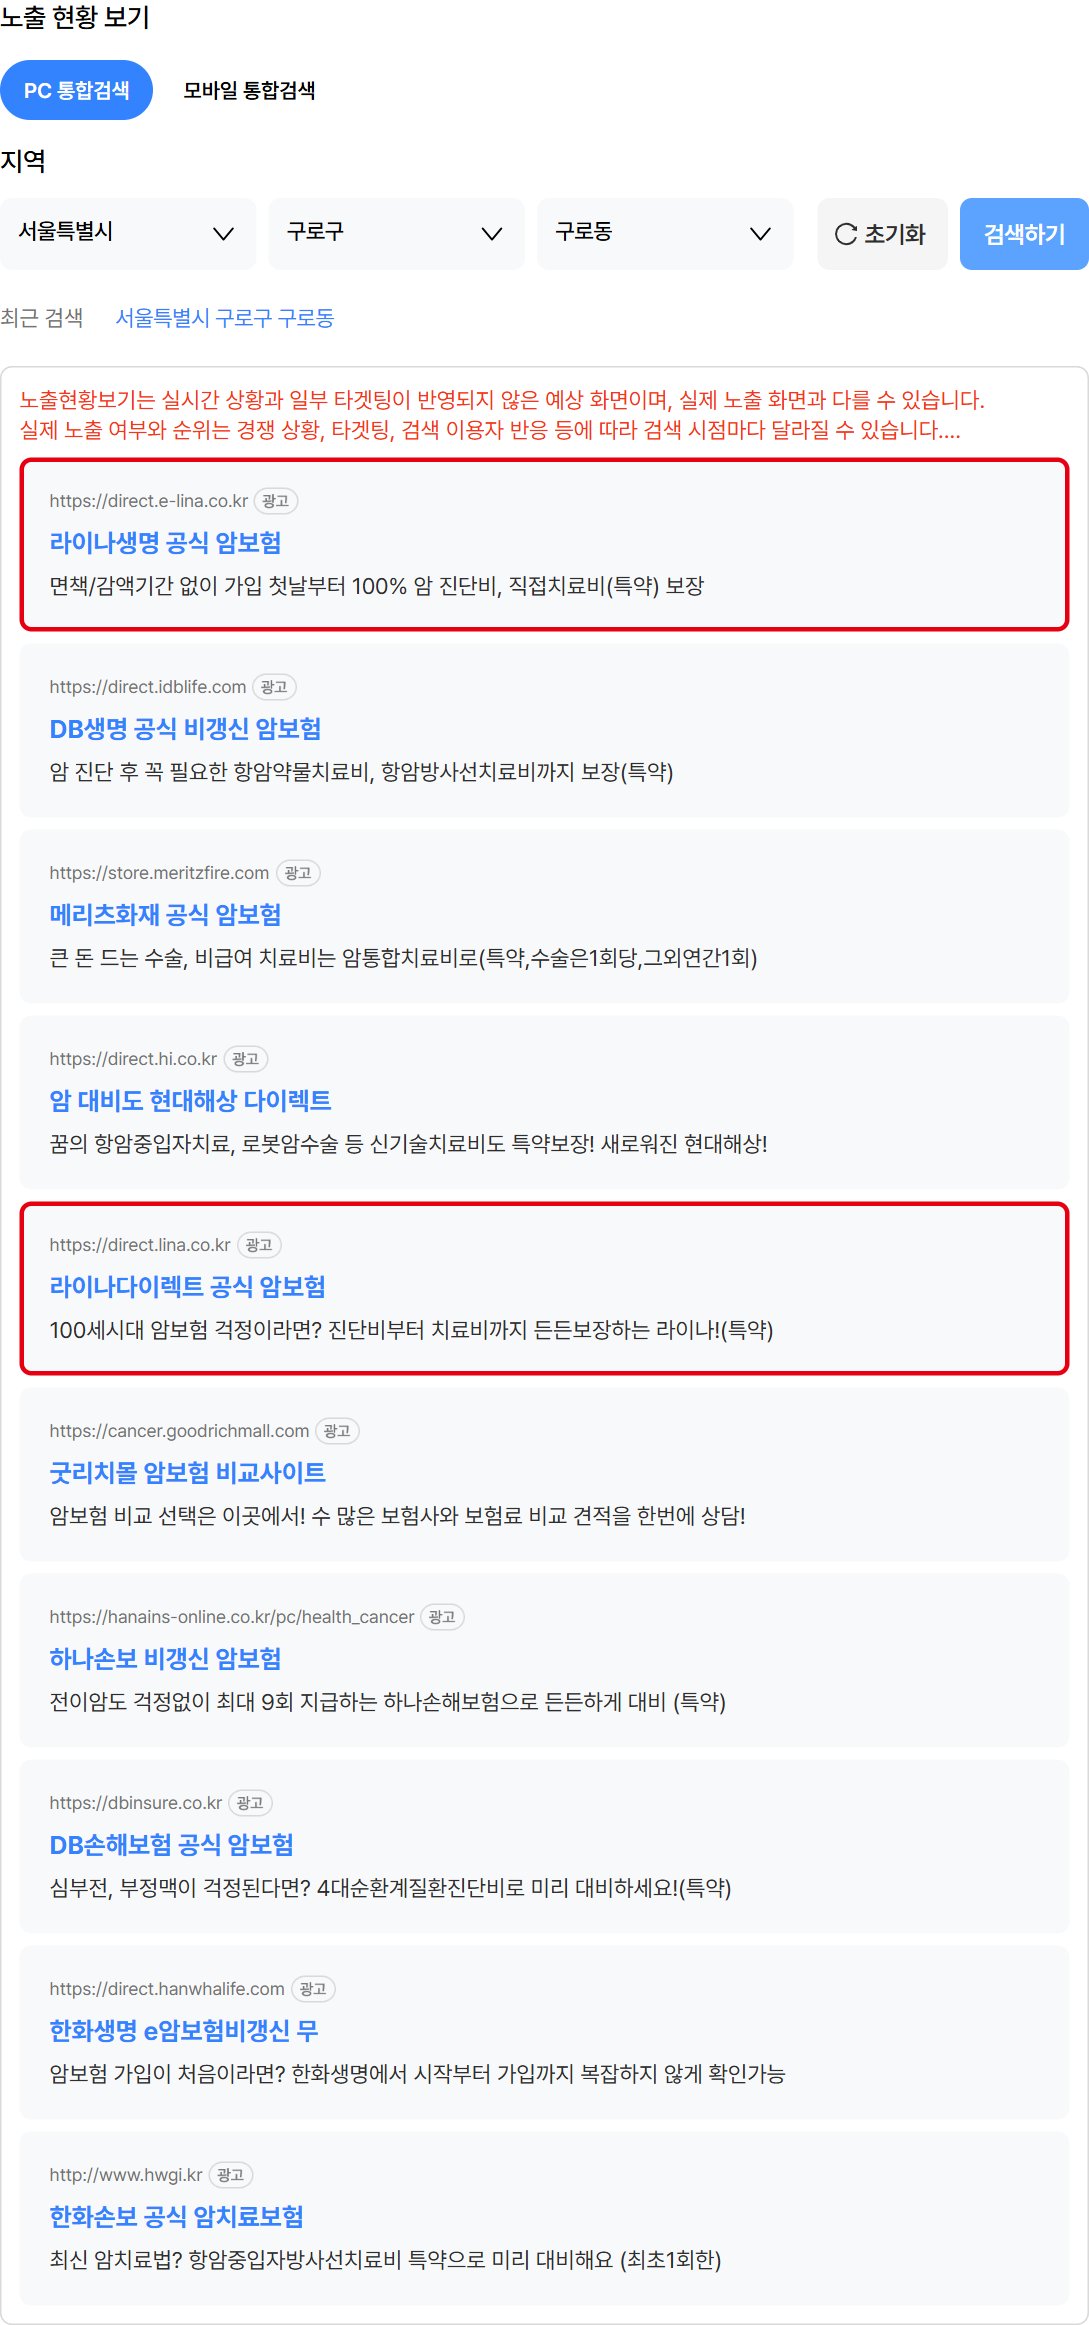 노출 현황 보기
PC 통합검색 모바일 통합검색
지역
서울특별시 구로구 구로동 초기화 검색하기
최근 검색 서울특별시 구로구 구로동
노출현황보기는 실시간 상황과 일부 타겟팅이 반영되지 않은 예상 화면이며, 실제 노출 화면과 다를 수 있습니다.
실제 노출 여부와 순위는 경쟁 상황, 타겟팅, 검색 이용자 반응 등에 따라 검색 시점마다 달라질 수 있습니다....
https://direct.e-lina.co.kr 광고
라이나생명 공식 암보험
면책/감액기간 없이 가입 첫날부터 100% 암 진단비, 직접치료비(특약) 보장
https://direct.idblife.com 광고
DB생명 공식 비갱신 암보험
암 진단 후 꼭 필요한 항암약물치료비, 항암방사선치료비까지 보장(특약)
https://store.meritzfire.com 광고
메리츠화재 공식 암보험
큰 돈 드는 수술, 비급여 치료비는 암통합치료비로(특약,수술은1회당,그외연간1회)
https://direct.hi.co.kr 광고
암 대비도 현대해상 다이렉트
꿈의 항암중입자치료, 로봇암수술 등 신기술치료비도 특약보장! 새로워진 현대해상!
https://direct.lina.co.kr 광고
라이나다이렉트 공식 암보험
100세시대 암보험 걱정이라면? 진단비부터 치료비까지 든든보장하는 라이나!(특약)
https://cancer.goodrichmall.com 광고
굿리치몰 암보험 비교사이트
암보험 비교 선택은 이곳에서! 수 많은 보험사와 보험료 비교 견적을 한번에 상담!
https://hanains-online.co.kr/pc/health_cancer 광고
하나손보 비갱신 암보험
전이암도 걱정없이 최대 9회 지급하는 하나손해보험으로 든든하게 대비 (특약)
https://dbinsure.co.kr 광고
DB손해보험 공식 암보험
심부전, 부정맥이 걱정된다면? 4대순환계질환진단비로 미리 대비하세요!(특약)
https://direct.hanwhalife.com 광고
한화생명 e암보험비갱신 무
암보험 가입이 처음이라면? 한화생명에서 시작부터 가입까지 복잡하지 않게 확인가능
http://www.hwgi.kr 광고
한화손보 공식 암치료보험
최신 암치료법? 항암중입자방사선치료비 특약으로 미리 대비해요 (최초1회한)